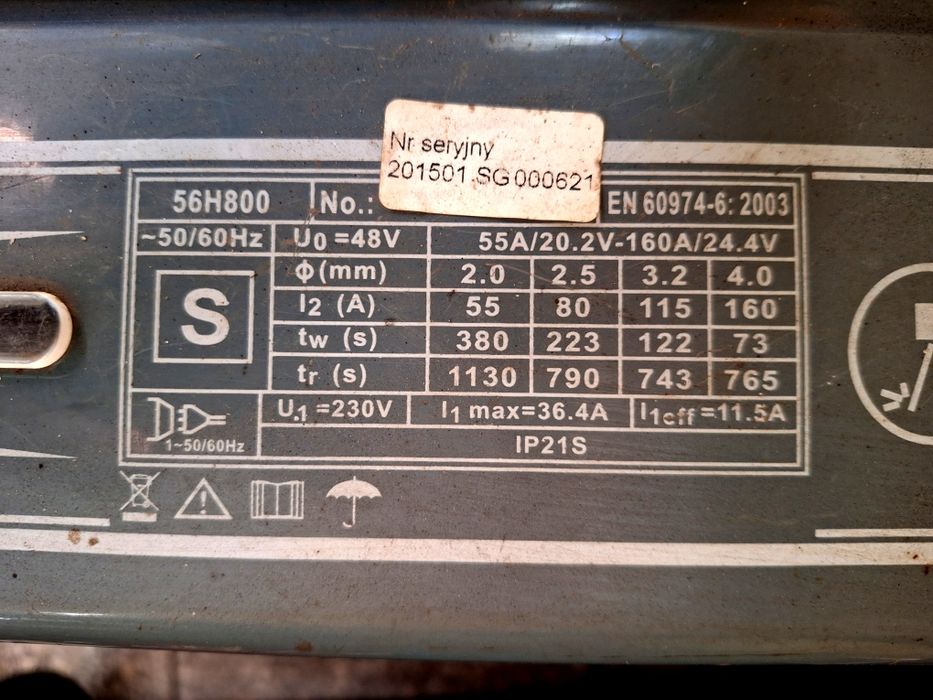 Nr seryjny
201501 SG 000621
56H800 No.: EN 60974-6: 2003
~50/60Hz U0 =48V 55A/20.2V-160A/24.4V
ϕ(mm) 2.0 2.5 3.2 4.0
S
I2 (A) 55 80 115 160
tw (s) 380 223 122 73
tr (s) 1130 790 743 765
U1 =230V I1 max=36.4A I1eff=11.5A
1~50/60Hz
IP21S